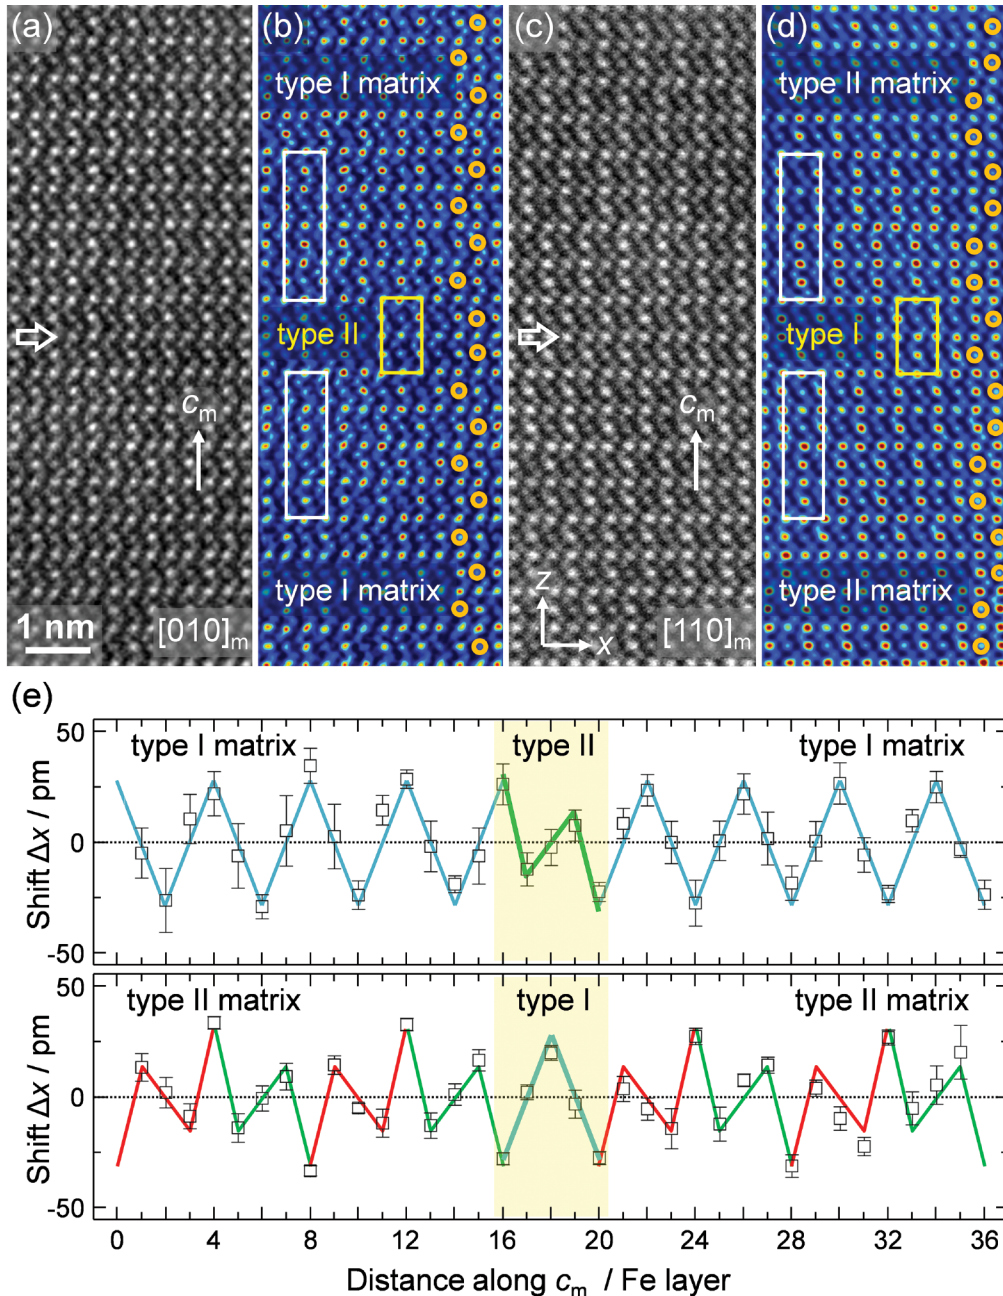 (a)
(b)
(c)
(d)
type I matrix
type II matrix
type II
type I
c_m
c_m
type I matrix
type II matrix
1 nm
[010]_m
z
x
[110]_m
(e)
50
0
-50
Shift Δx / pm
type I matrix
type II
type I matrix
50
0
-50
Shift Δx / pm
type II matrix
type I
type II matrix
0 4 8 12 16 20 24 28 32 36
Distance along c_m / Fe layer